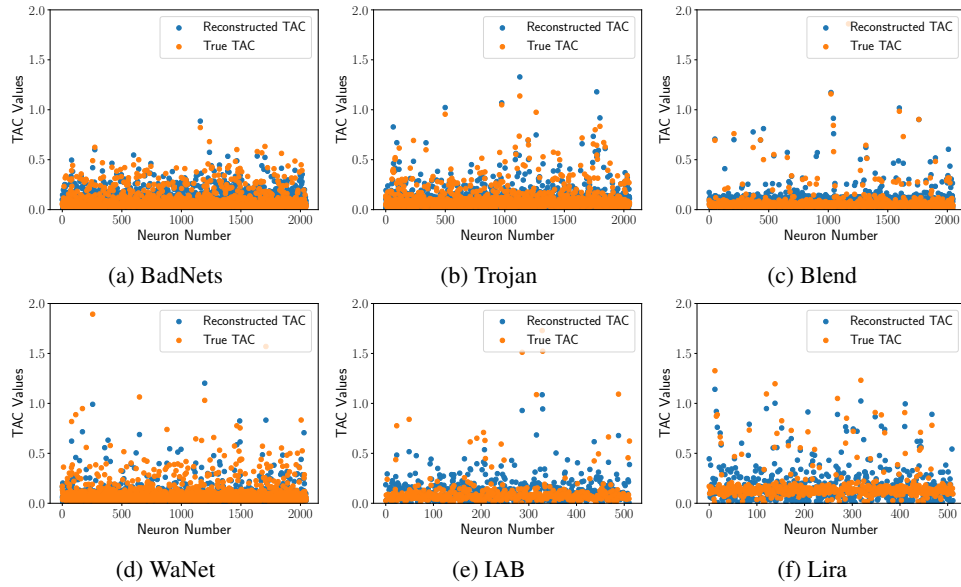 2.0
1.5
1.0
0.5
0.0
TAC Values
Reconstructed TAC
True TAC
0 500 1000 1500 2000
Neuron Number
(a) BadNets
2.0
1.5
1.0
0.5
0.0
TAC Values
Reconstructed TAC
True TAC
0 500 1000 1500 2000
Neuron Number
(b) Trojan
2.0
1.5
1.0
0.5
0.0
TAC Values
Reconstructed TAC
True TAC
0 500 1000 1500 2000
Neuron Number
(c) Blend
2.0
1.5
1.0
0.5
0.0
TAC Values
Reconstructed TAC
True TAC
0 500 1000 1500 2000
Neuron Number
(d) WaNet
2.0
1.5
1.0
0.5
0.0
TAC Values
Reconstructed TAC
True TAC
0 100 200 300 400 500
Neuron Number
(e) IAB
2.0
1.5
1.0
0.5
0.0
TAC Values
Reconstructed TAC
True TAC
0 100 200 300 400 500
Neuron Number
(f) Lira